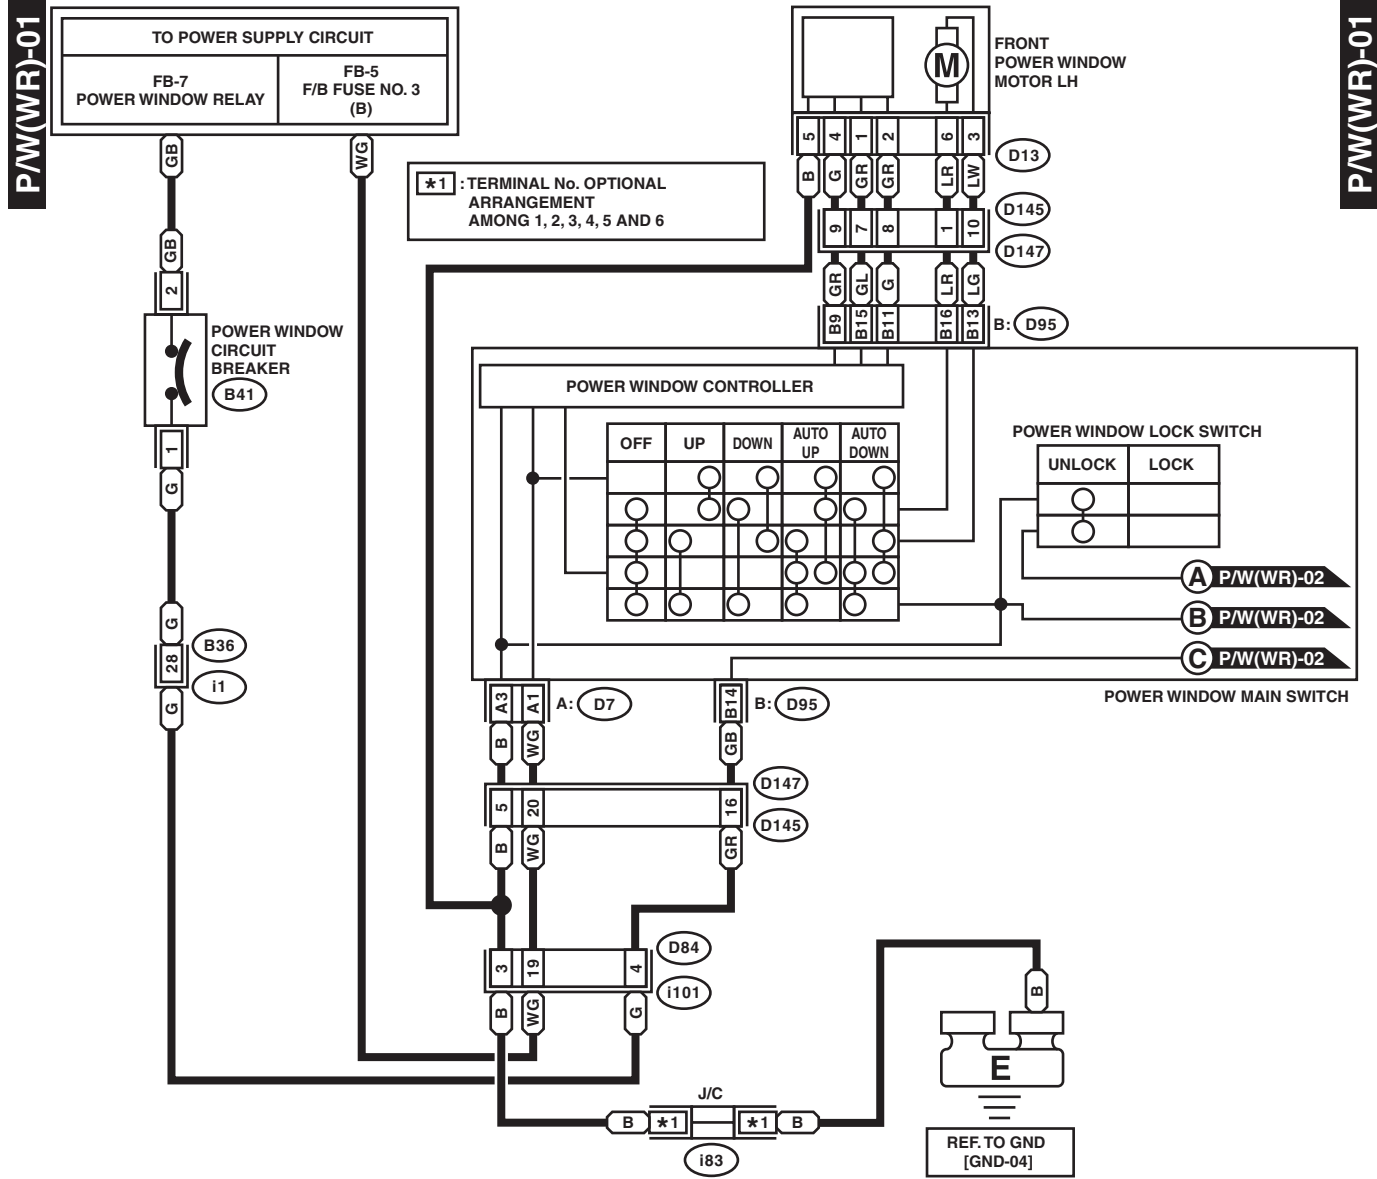 P/W(WR)-01
P/W(WR)-01
TO POWER SUPPLY CIRCUIT
FB-7
POWER WINDOW RELAY
FB-5
F/B FUSE NO. 3
(B)
GB
WG
*1 : TERMINAL No. OPTIONAL
ARRANGEMENT
AMONG 1, 2, 3, 4, 5 AND 6
M
FRONT
POWER WINDOW
MOTOR LH
5 4 1 2 6 3
D13
B G GR GR LR LW
D145
9 7 8 1 10
D147
GR GL G LR LG
B9 B15 B11 B16 B13
B: D95
GB
2
POWER WINDOW
CIRCUIT
BREAKER
B41
1
G
G
B36
28
i1
G
POWER WINDOW CONTROLLER
OFF UP DOWN AUTO UP AUTO DOWN
POWER WINDOW LOCK SWITCH
UNLOCK LOCK
A P/W(WR)-02
B P/W(WR)-02
C P/W(WR)-02
POWER WINDOW MAIN SWITCH
A3 A1
A: D7
B14
B: D95
B WG GB
D147
5 20 16
D145
B WG GR
D84
3 19 4
i101
B WG G
J/C
B *1 *1 B
i83
B
E
REF. TO GND
[GND-04]